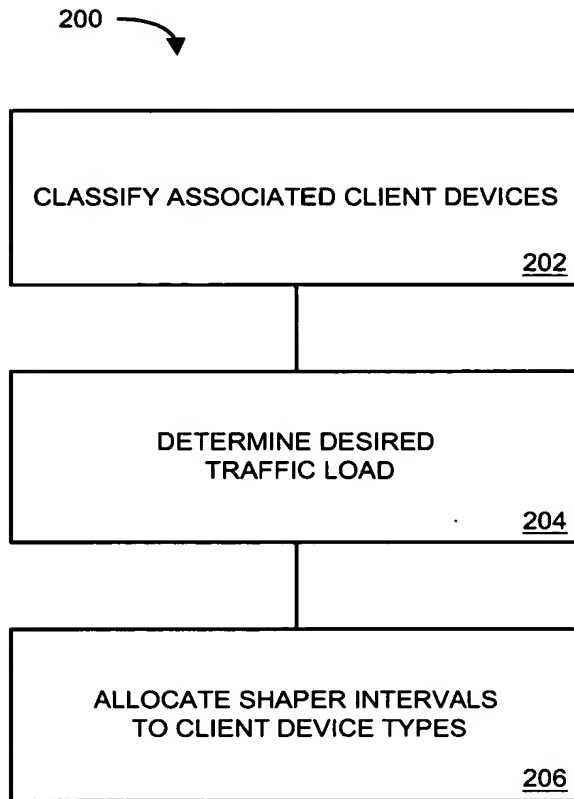 200
CLASSIFY ASSOCIATED CLIENT DEVICES
202
DETERMINE DESIRED
TRAFFIC LOAD
204
ALLOCATE SHAPER INTERVALS
TO CLIENT DEVICE TYPES
206